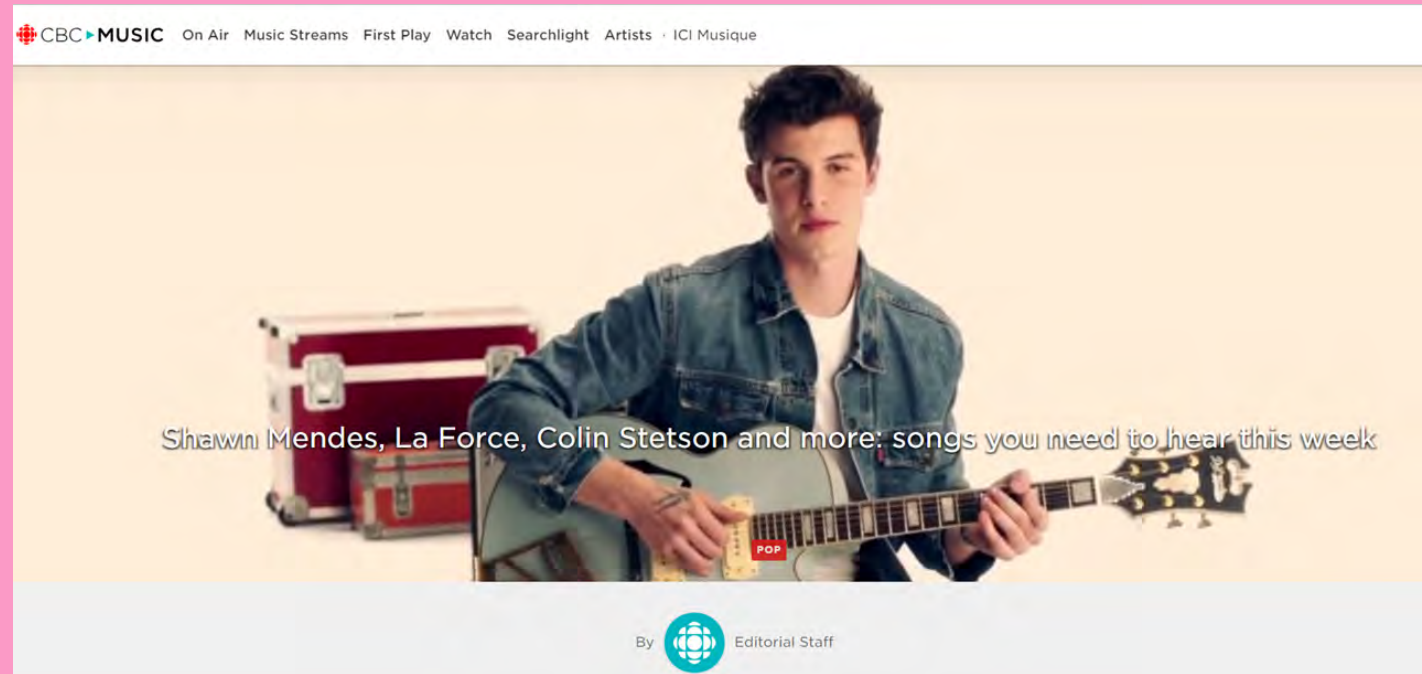 CBC MUSIC On Air Music Streams First Play Watch Searchlight Artists ICI Musique
Shawn Mendes, La Force, Colin Stetson and more: songs you need to hear this week
POP
By Editorial Staff